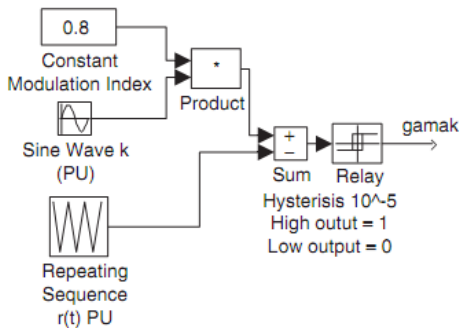 0.8
Constant
Modulation Index
*
Product
Sine Wave k
(PU)
+
−
Sum
Relay
gamak
Hysterisis 10^-5
High outut = 1
Low output = 0
Repeating
Sequence
r(t) PU